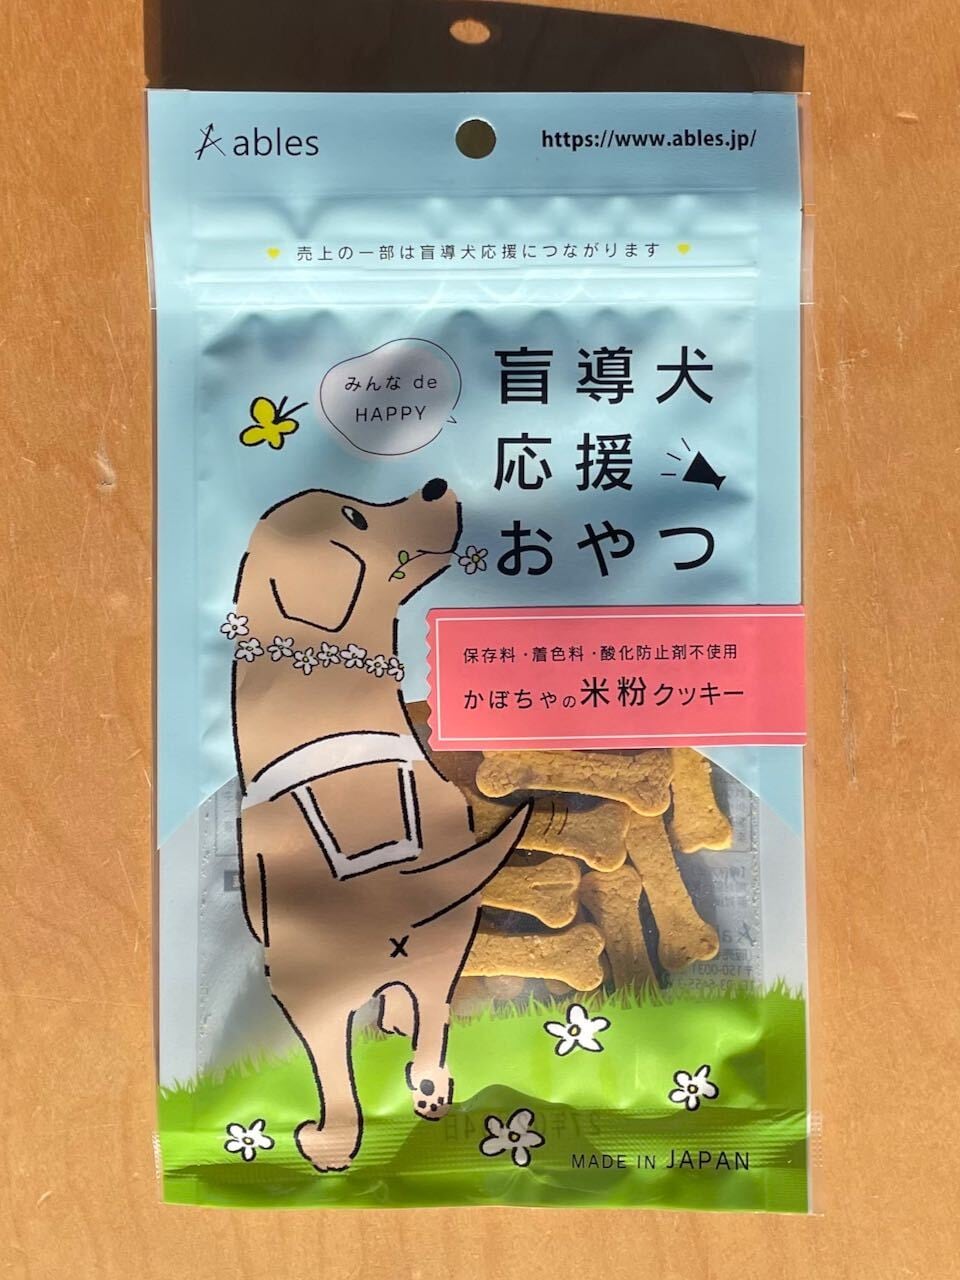 ables
https://www.ables.jp/
売上の一部は盲導犬応援につながります
みんな de
HAPPY
盲導犬
応援
おやつ
保存料・着色料・酸化防止剤不使用
かぼちゃの米粉クッキー
MADE IN JAPAN